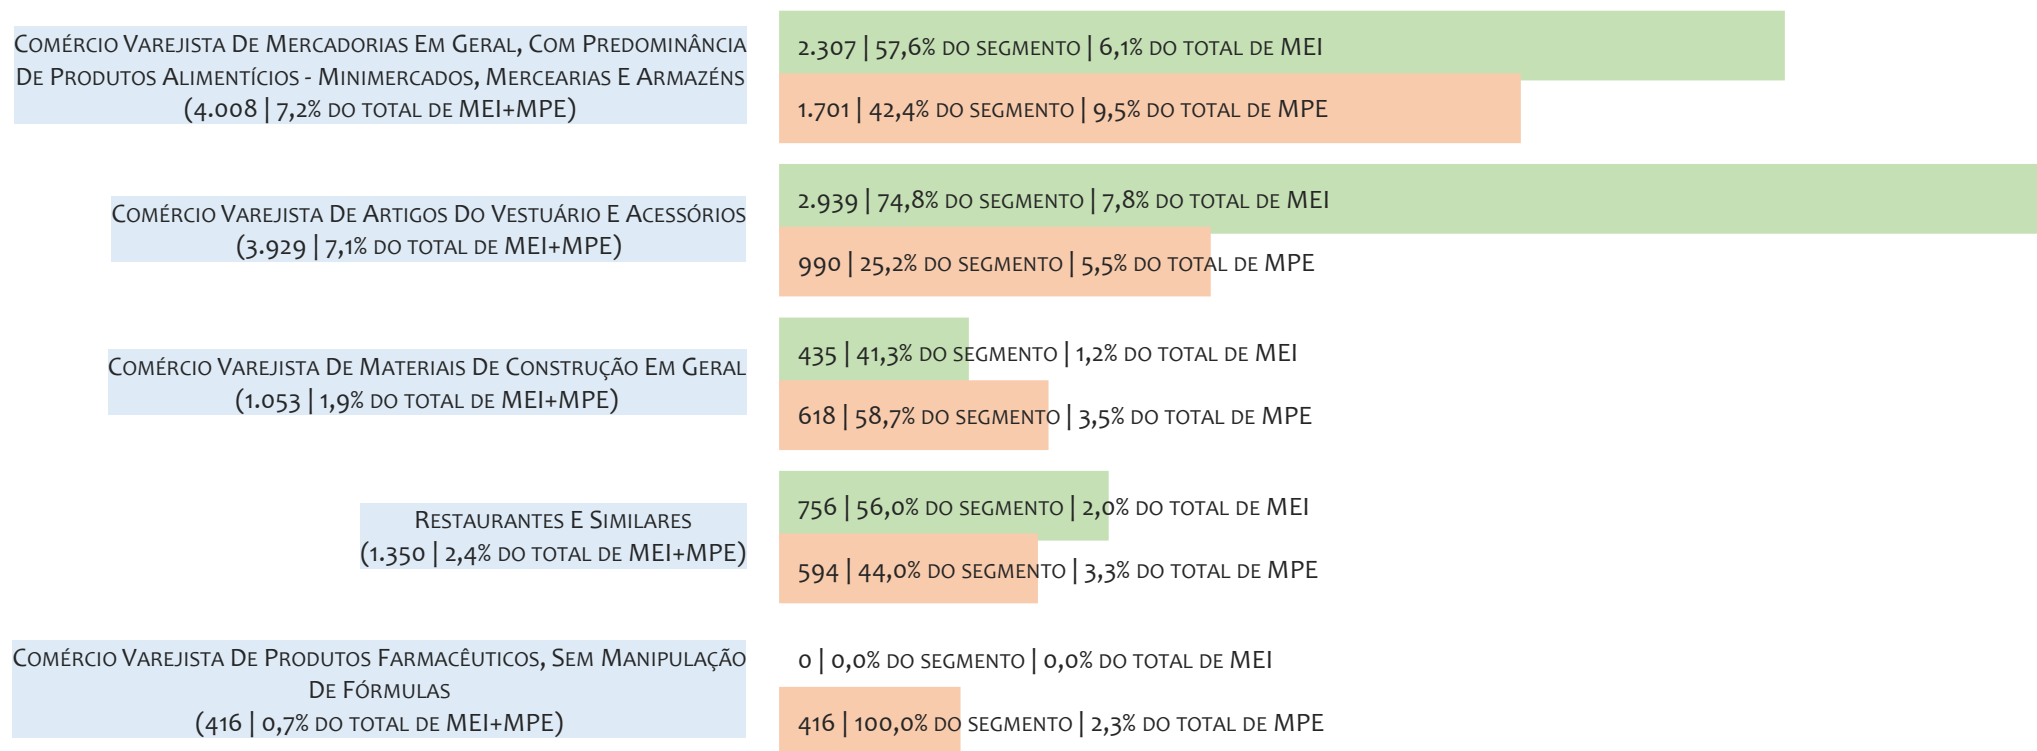 Comércio Varejista De Mercadorias Em Geral, Com Predominância
De Produtos Alimentícios - Minimercados, Mercearias E Armazéns
(4.008 | 7,2% do total de MEI+MPE)
2.307 | 57,6% do segmento | 6,1% do total de MEI
1.701 | 42,4% do segmento | 9,5% do total de MPE
Comércio Varejista De Artigos Do Vestuário E Acessórios
(3.929 | 7,1% do total de MEI+MPE)
2.939 | 74,8% do segmento | 7,8% do total de MEI
990 | 25,2% do segmento | 5,5% do total de MPE
Comércio Varejista De Materiais De Construção Em Geral
(1.053 | 1,9% do total de MEI+MPE)
435 | 41,3% do segmento | 1,2% do total de MEI
618 | 58,7% do segmento | 3,5% do total de MPE
Restaurantes E Similares
(1.350 | 2,4% do total de MEI+MPE)
756 | 56,0% do segmento | 2,0% do total de MEI
594 | 44,0% do segmento | 3,3% do total de MPE
Comércio Varejista De Produtos Farmacêuticos, Sem Manipulação
De Fórmulas
(416 | 0,7% do total de MEI+MPE)
0 | 0,0% do segmento | 0,0% do total de MEI
416 | 100,0% do segmento | 2,3% do total de MPE